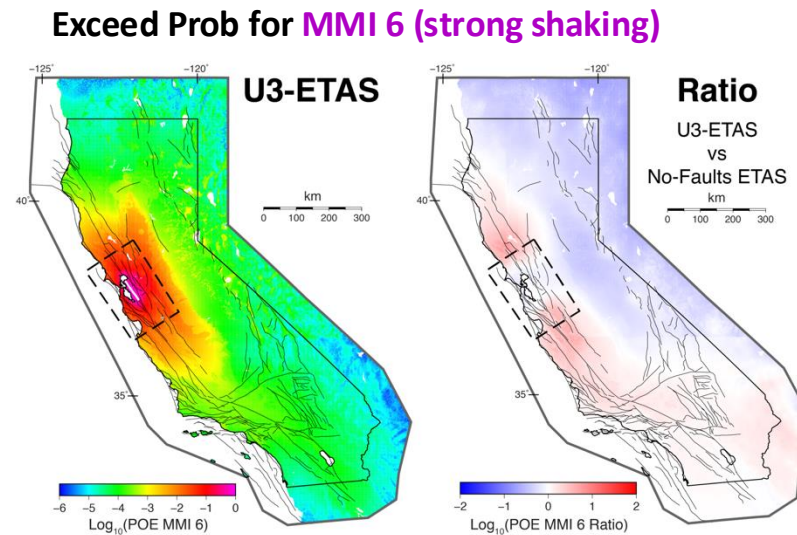 Exceed Prob for MMI 6 (strong shaking)
−125°
−120°
U3-ETAS
km
0 100 200 300
40°
35°
−6 −5 −4 −3 −2 −1 0
Log10(POE MMI 6)
−125°
−120°
Ratio
U3-ETAS
vs
No-Faults ETAS
km
0 100 200 300
40°
35°
−2 −1 0 1 2
Log10(POE MMI 6 Ratio)